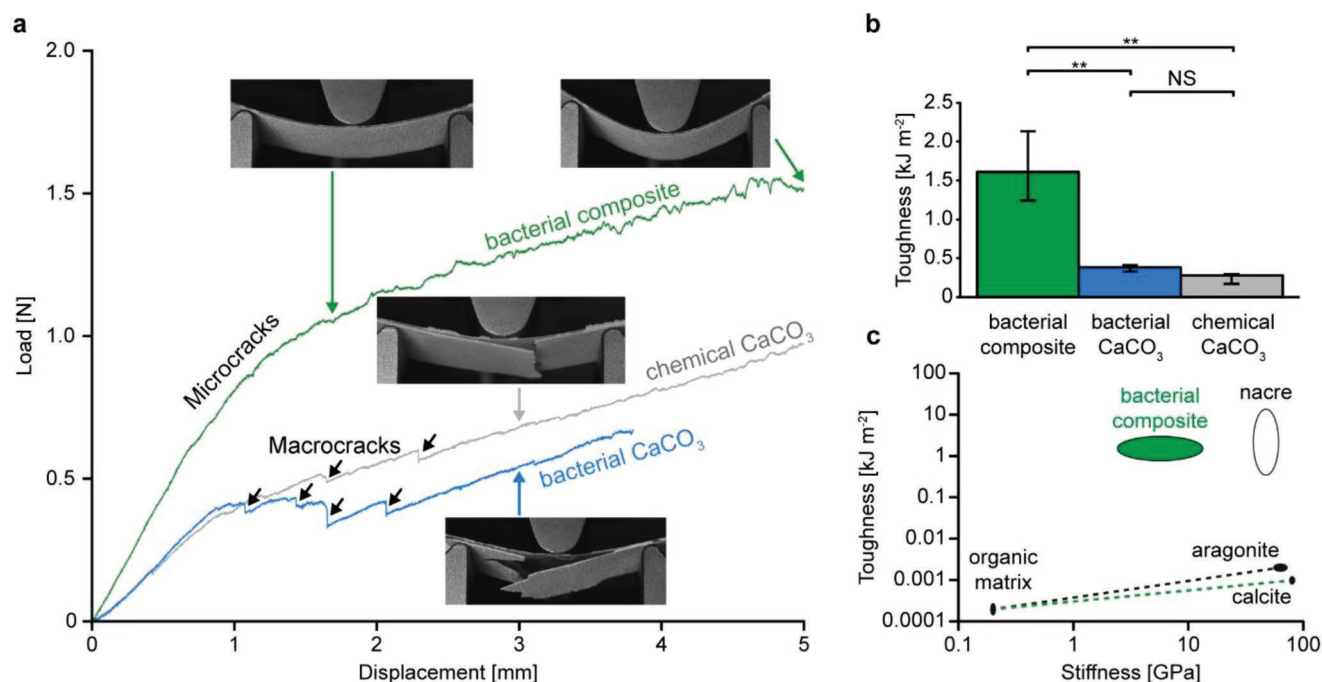 a
2.0
1.5
1.0
0.5
0
Load [N]
0
1
2
3
4
5
Displacement [mm]
Microcracks
bacterial composite
Macrocracks
chemical CaCO₃
bacterial CaCO₃
b
**
**
NS
2.5
2.0
1.5
1.0
0.5
0
Toughness [kJ m⁻²]
bacterial
composite
bacterial
CaCO₃
chemical
CaCO₃
c
100
10
1
0.1
0.01
0.001
0.0001
Toughness [kJ m⁻²]
bacterial
composite
nacre
organic
matrix
aragonite
calcite
0.1
1
10
100
Stiffness [GPa]